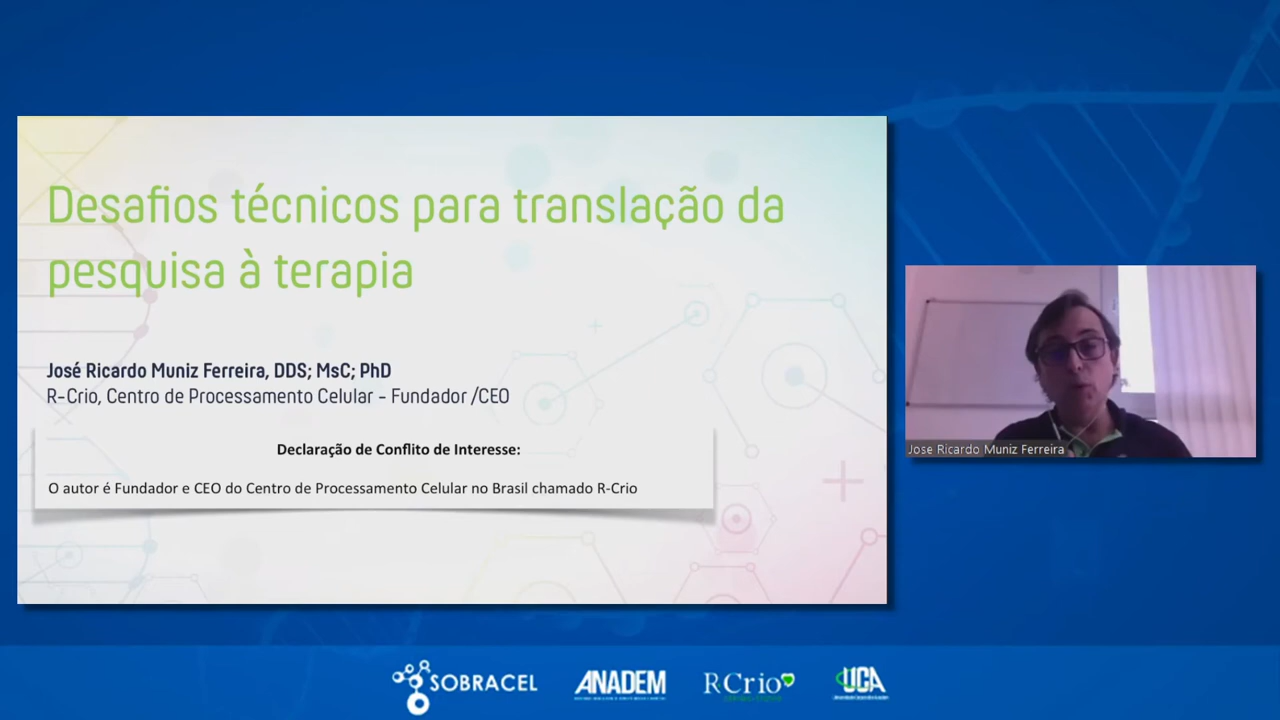 Desafios técnicos para translação da
pesquisa à terapia
José Ricardo Muniz Ferreira, DDS; MsC; PhD
R-Crio, Centro de Processamento Celular - Fundador /CEO
Declaração de Conflito de Interesse:
O autor é Fundador e CEO do Centro de Processamento Celular no Brasil chamado R-Crio
Jose Ricardo Muniz Ferreira
SOBRACEL
ANADEM
RCrio
UCA